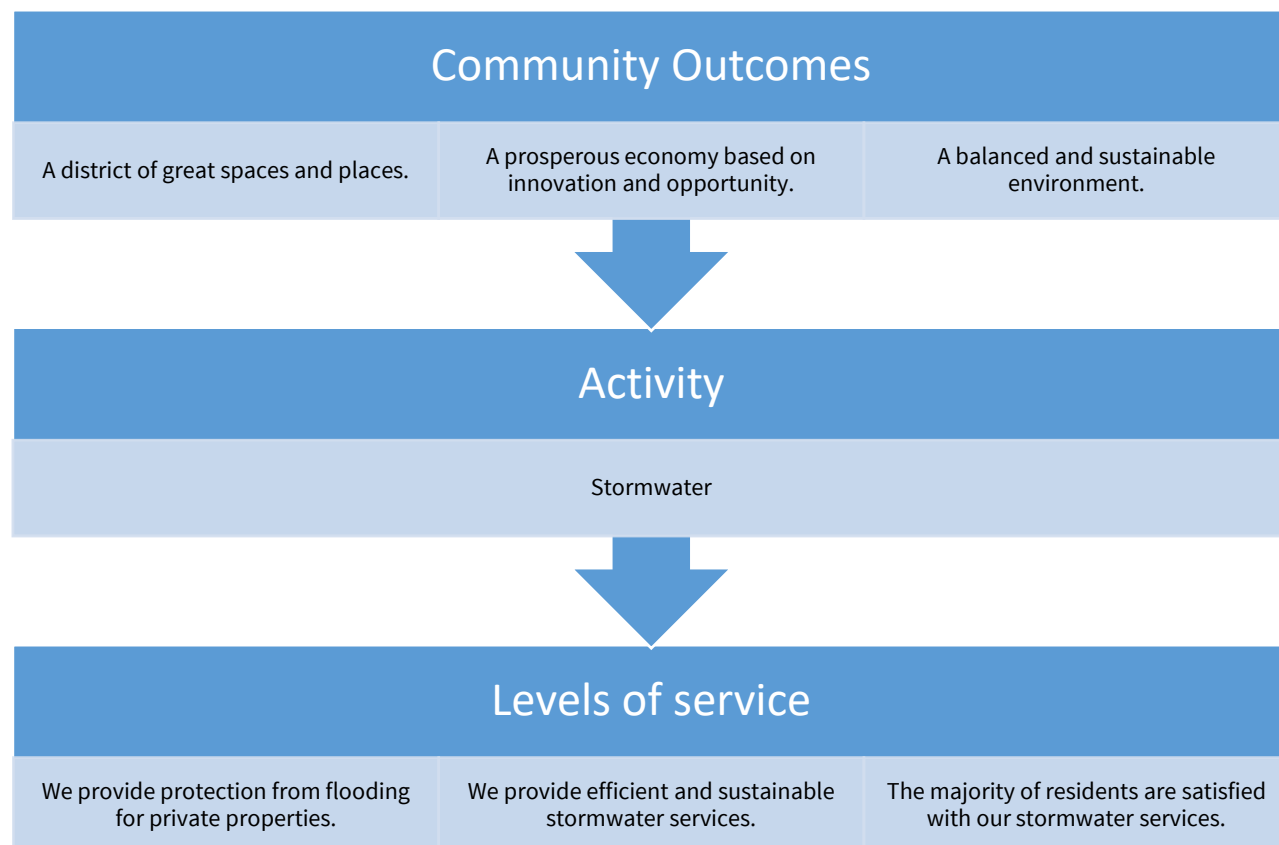 Community Outcomes
A district of great spaces and places.
A prosperous economy based on
innovation and opportunity.
A balanced and sustainable
environment.
Activity
Stormwater
Levels of service
We provide protection from flooding
for private properties.
We provide efficient and sustainable
stormwater services.
The majority of residents are satisfied
with our stormwater services.